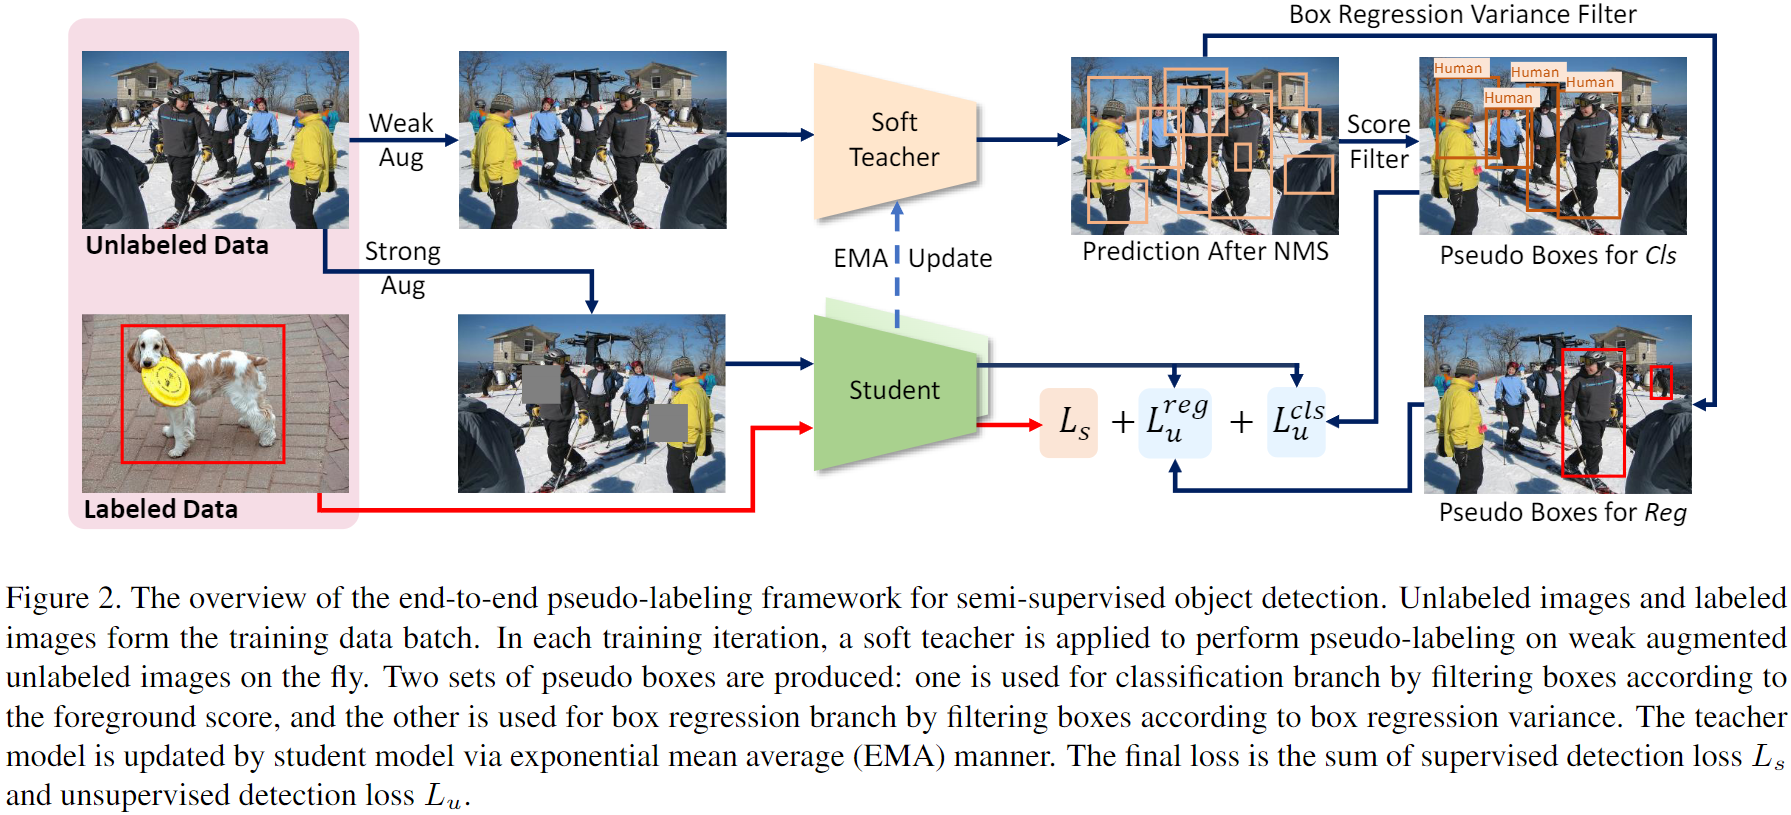 Box Regression Variance Filter
Weak
Aug
Soft
Teacher
Score
Filter
Human
Human
Human
Human
Unlabeled Data
Strong
Aug
EMA Update
Prediction After NMS
Pseudo Boxes for Cls
Student
L_s + L_u^{reg} + L_u^{cls}
Labeled Data
Pseudo Boxes for Reg
Figure 2. The overview of the end-to-end pseudo-labeling framework for semi-supervised object detection. Unlabeled images and labeled
images form the training data batch. In each training iteration, a soft teacher is applied to perform pseudo-labeling on weak augmented
unlabeled images on the fly. Two sets of pseudo boxes are produced: one is used for classification branch by filtering boxes according to
the foreground score, and the other is used for box regression branch by filtering boxes according to box regression variance. The teacher
model is updated by student model via exponential mean average (EMA) manner. The final loss is the sum of supervised detection loss L_s
and unsupervised detection loss L_u.